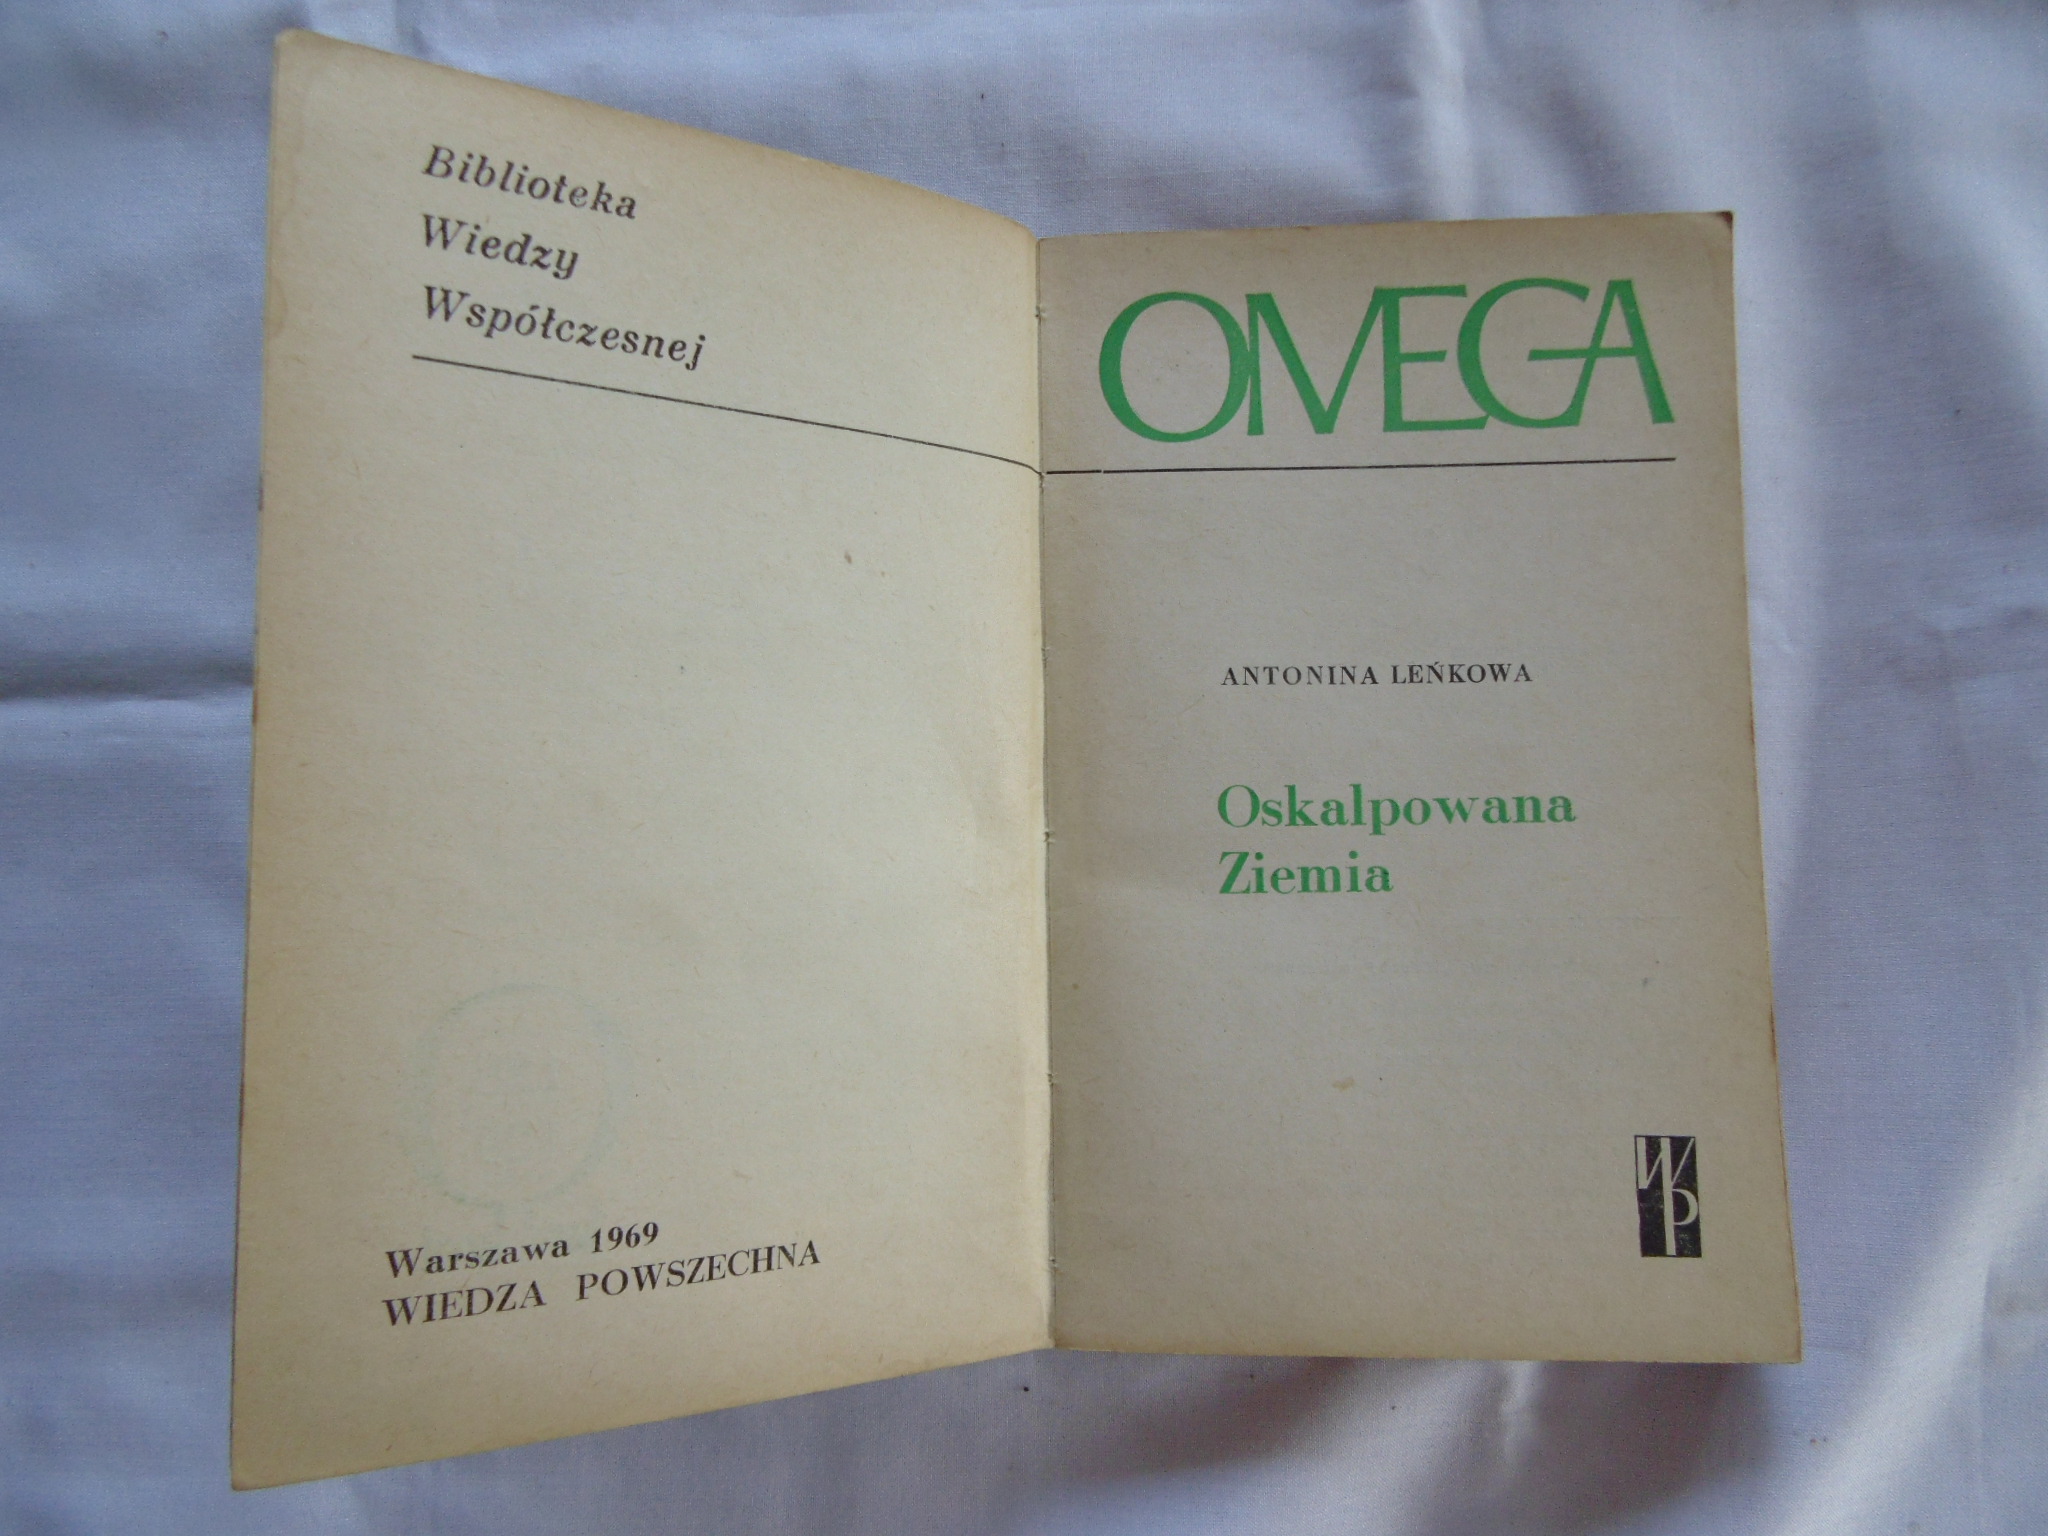 Biblioteka
Wiedzy
Współczesnej
Warszawa 1969
WIEDZA POWSZECHNA
OMEGA
ANTONINA LEŃKOWA
Oskalpowana
Ziemia
WP